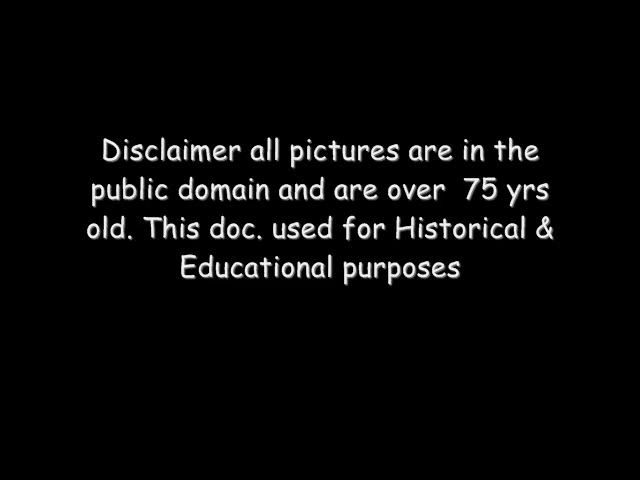 Disclaimer all pictures are in the
public domain and are over  75 yrs
old. This doc. used for Historical &
Educational purposes